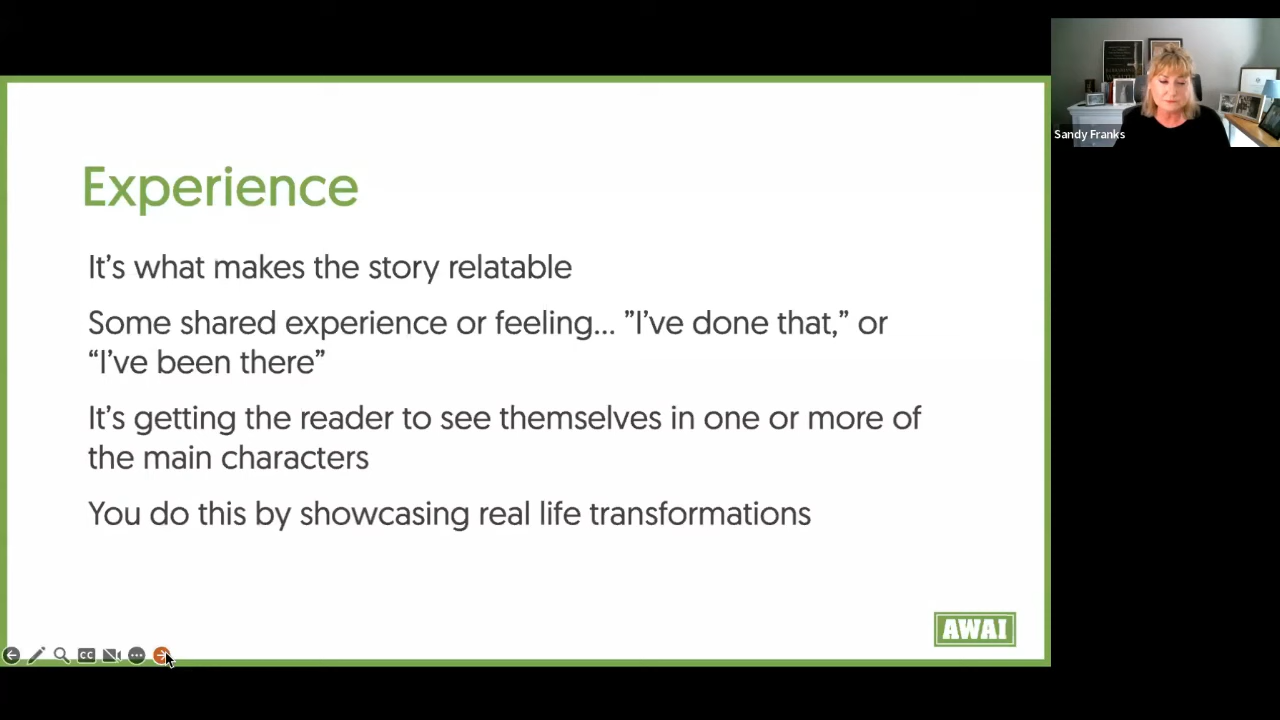 Experience
It’s what makes the story relatable
Some shared experience or feeling... ”I’ve done that,” or
“I’ve been there”
It’s getting the reader to see themselves in one or more of
the main characters
You do this by showcasing real life transformations
AWAI
CC
Sandy Franks